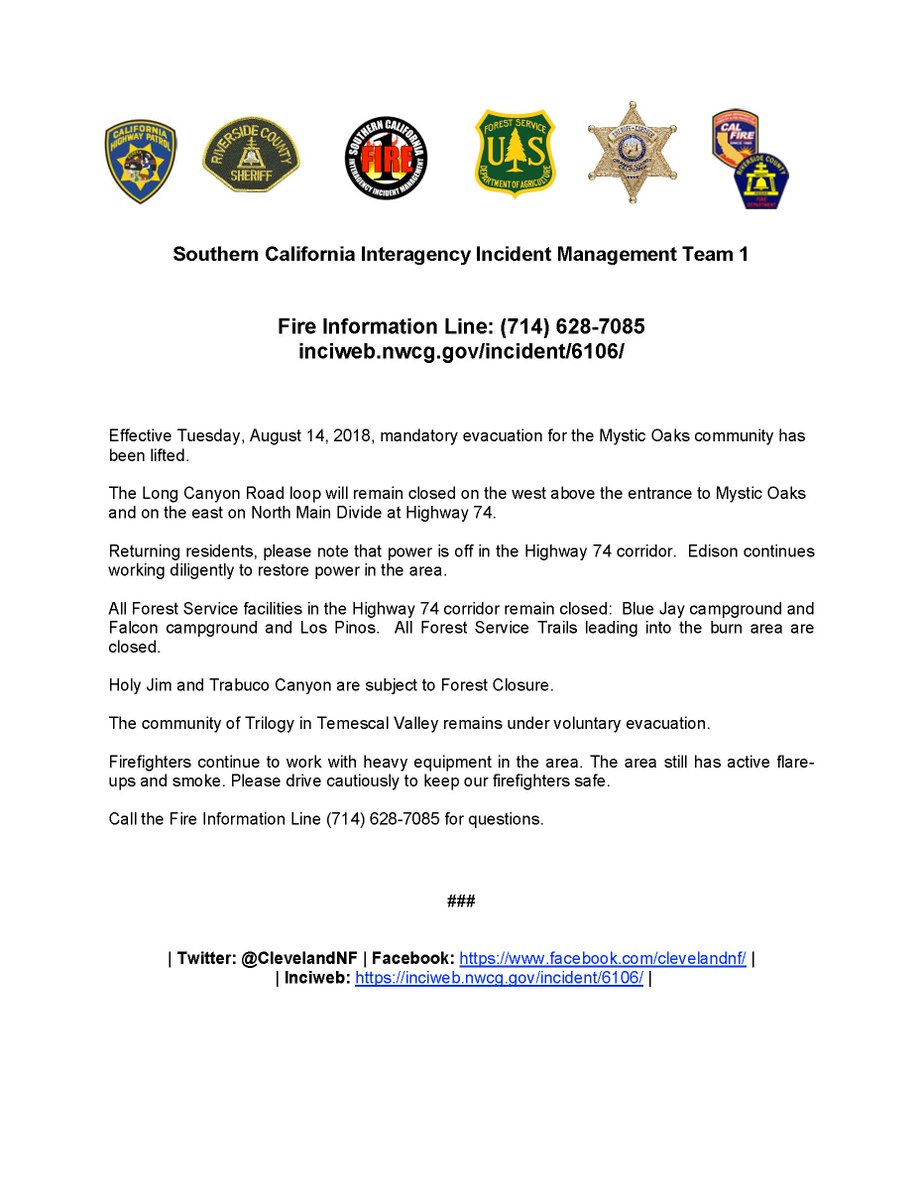 CALIFORNIA
HIGHWAY PATROL
RIVERSIDE COUNTY
SHERIFF
SOUTHERN CALIFORNIA
1
FIRE
INTERAGENCY INCIDENT MANAGEMENT
FOREST SERVICE
U S
DEPARTMENT OF AGRICULTURE
CAL
FIRE
SINCE 1885
RIVERSIDE COUNTY
FIRE
DEPARTMENT
Southern California Interagency Incident Management Team 1
Fire Information Line: (714) 628-7085
inciweb.nwcg.gov/incident/6106/
Effective Tuesday, August 14, 2018, mandatory evacuation for the Mystic Oaks community has
been lifted.
The Long Canyon Road loop will remain closed on the west above the entrance to Mystic Oaks
and on the east on North Main Divide at Highway 74.
Returning residents, please note that power is off in the Highway 74 corridor.  Edison continues
working diligently to restore power in the area.
All Forest Service facilities in the Highway 74 corridor remain closed:  Blue Jay campground and
Falcon campground and Los Pinos.  All Forest Service Trails leading into the burn area are
closed.
Holy Jim and Trabuco Canyon are subject to Forest Closure.
The community of Trilogy in Temescal Valley remains under voluntary evacuation.
Firefighters continue to work with heavy equipment in the area. The area still has active flare-
ups and smoke. Please drive cautiously to keep our firefighters safe.
Call the Fire Information Line (714) 628-7085 for questions.
###
| Twitter: @ClevelandNF | Facebook: https://www.facebook.com/clevelandnf/ |
| Inciweb: https://inciweb.nwcg.gov/incident/6106/ |